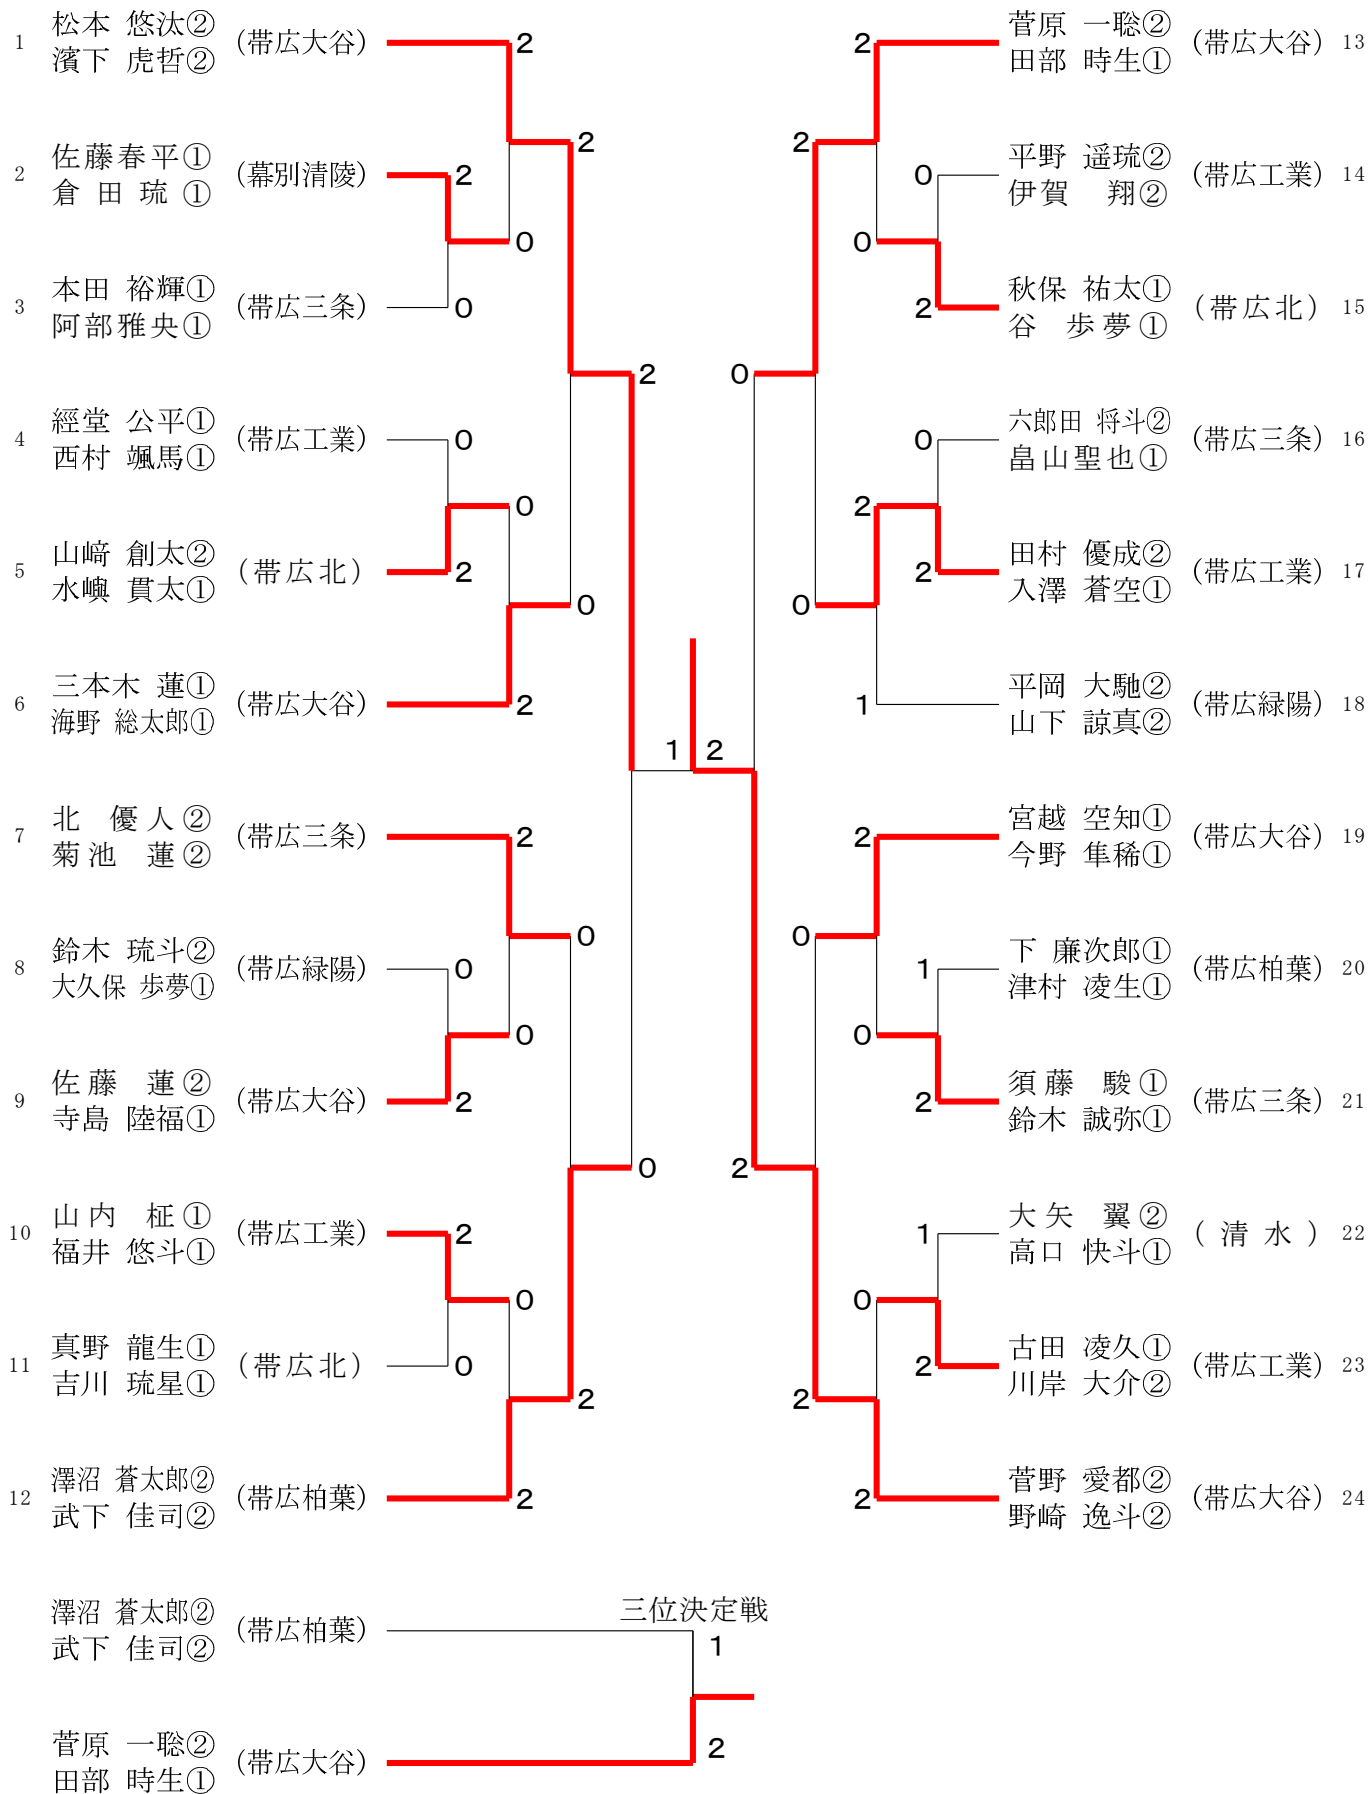 1 松本 悠汰② (帯広大谷) 2
濱下 虎哲②
2
2 佐藤春平① (幕別清陵) 2
倉田琉①
0
3 本田 裕輝① (帯広三条) 0
阿部雅央①
2
4 經堂 公平① (帯広工業) 0
西村 颯馬①
0
5 山﨑 創太② (帯広北) 2
水嶼 貫太①
0
6 三本木 蓮① (帯広大谷) 2
海野 総太郎①
1 2
7 北 優人② (帯広三条) 2
菊池 蓮②
0
8 鈴木 琉斗② (帯広緑陽) 0
大久保 歩夢①
0
9 佐藤 蓮② (帯広大谷) 2
寺島 陸福①
0
10 山内 柾① (帯広工業) 2
福井 悠斗①
0
11 真野 龍生① (帯広北) 0
吉川 琉星①
2
12 澤沼 蒼太郎② (帯広柏葉) 2
武下 佳司②
2 菅原 一聡② (帯広大谷) 13
田部 時生①
2
0 平野 遥琉② (帯広工業) 14
伊賀 翔②
0
2 秋保 祐太① (帯広北) 15
谷 歩夢①
0
0 六郎田 将斗② (帯広三条) 16
畠山聖也①
2
2 田村 優成② (帯広工業) 17
入澤 蒼空①
0
1 平岡 大馳② (帯広緑陽) 18
山下 諒真②
2 宮越 空知① (帯広大谷) 19
今野 隼稀①
0
1 下 廉次郎① (帯広柏葉) 20
津村 凌生①
0
2 須藤 駿① (帯広三条) 21
鈴木 誠弥①
2
1 大矢 翼② (清水) 22
高口 快斗①
0
2 古田 凌久① (帯広工業) 23
川岸 大介②
2
2 菅野 愛都② (帯広大谷) 24
野崎 逸斗②
三位決定戦
澤沼 蒼太郎② (帯広柏葉) 1
武下 佳司②
菅原 一聡② (帯広大谷) 2
田部 時生①